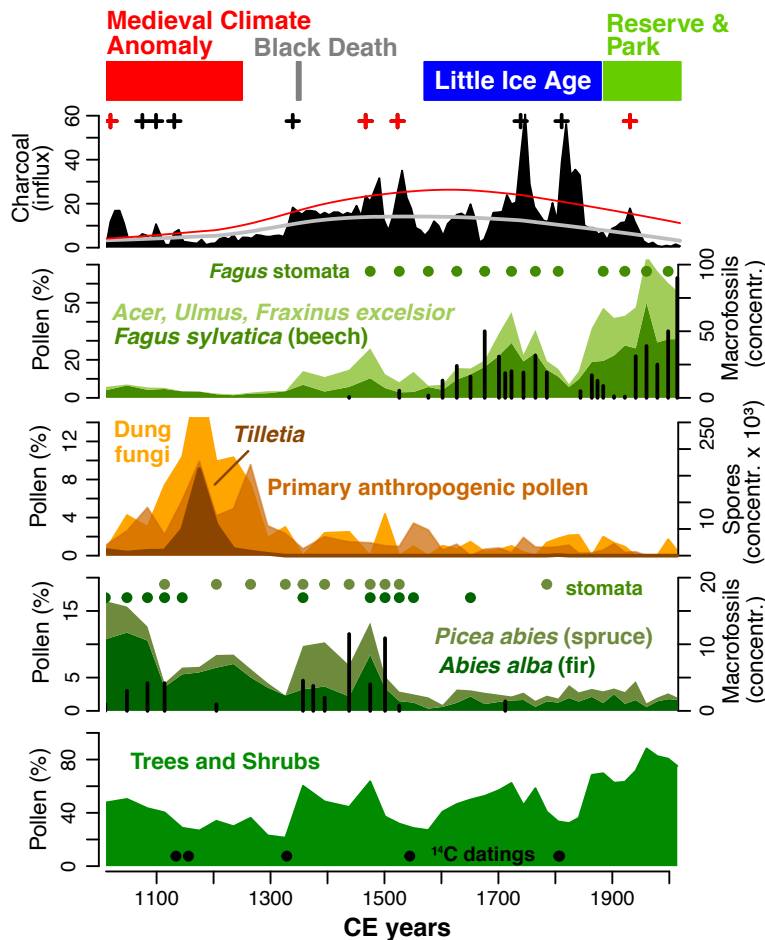 Medieval Climate
Anomaly
Black Death
Little Ice Age
Reserve &
Park
Charcoal
(influx)
0
20
40
60
Fagus stomata
Acer, Ulmus, Fraxinus excelsior
Fagus sylvatica (beech)
Pollen (%)
0
20
50
Macrofossils
(concentr.)
0
50
100
Dung
fungi
Tilletia
Primary anthropogenic pollen
Pollen (%)
0
4
8
12
Spores
(concentr. x 10³)
0
10
250
stomata
Picea abies (spruce)
Abies alba (fir)
Pollen (%)
0
5
15
Macrofossils
(concentr.)
0
10
20
Trees and Shrubs
Pollen (%)
0
40
80
¹⁴C datings
1100 1300 1500 1700 1900
CE years